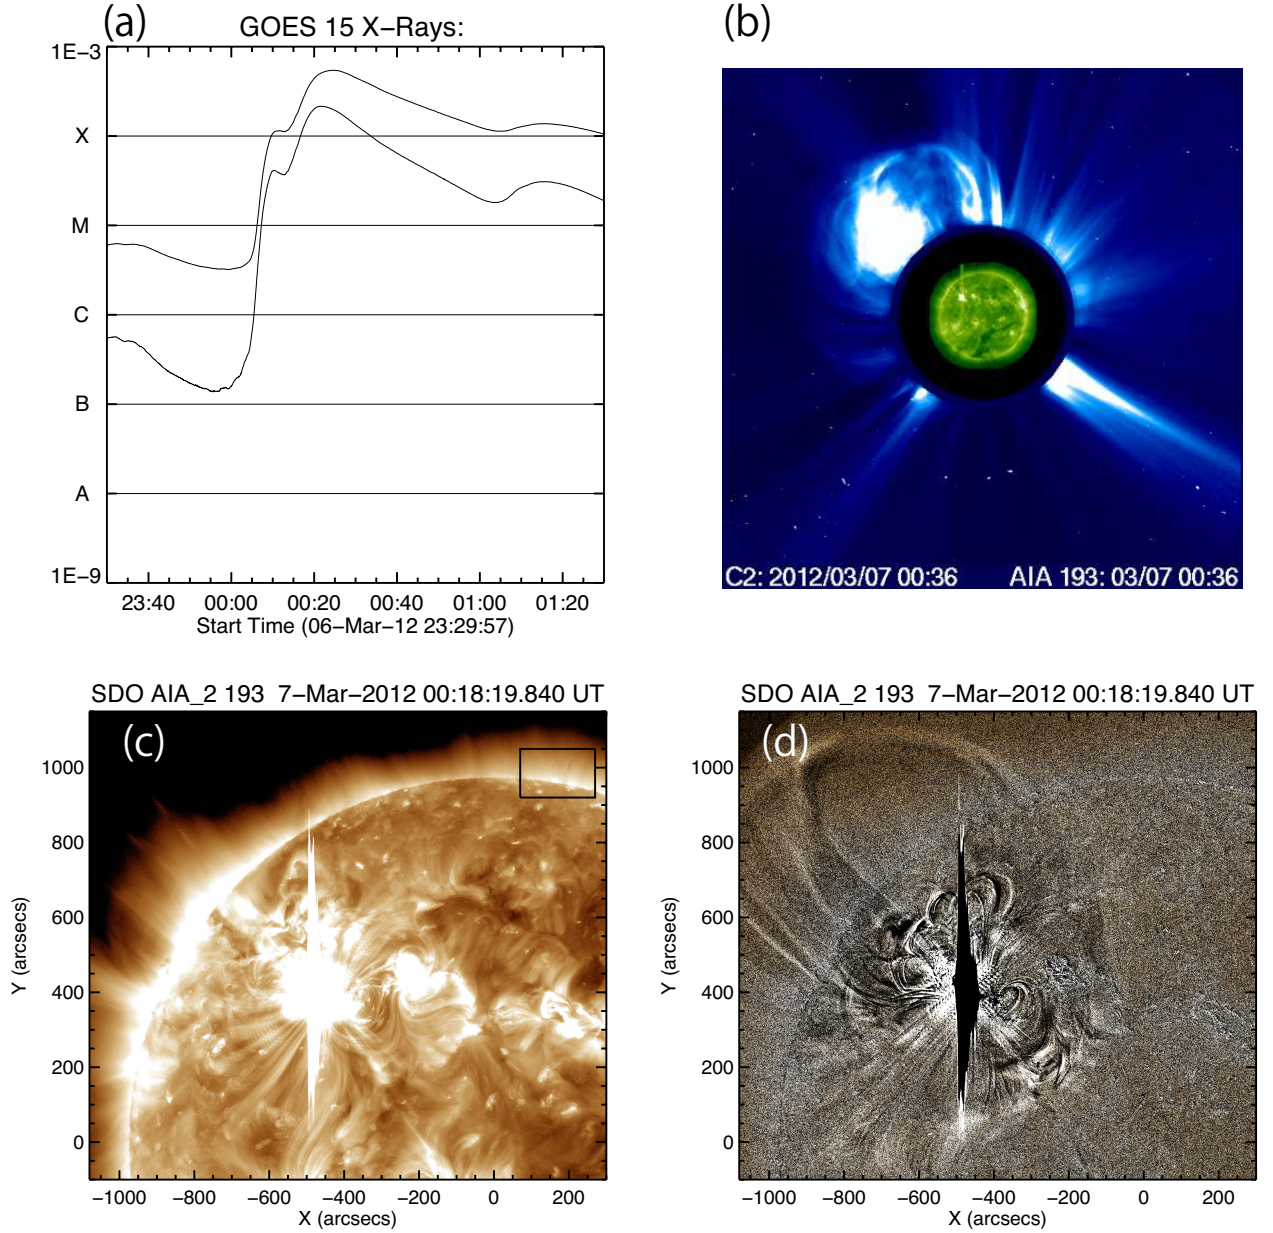 (a)
GOES 15 X−Rays:
1E−3
X
M
C
B
A
1E−9
23:40 00:00 00:20 00:40 01:00 01:20
Start Time (06−Mar−12 23:29:57)
(b)
C2: 2012/03/07 00:36 AIA 193: 03/07 00:36
SDO AIA_2 193 7−Mar−2012 00:18:19.840 UT
(c)
1000
800
600
400
200
0
Y (arcsecs)
−1000 −800 −600 −400 −200 0 200
X (arcsecs)
SDO AIA_2 193 7−Mar−2012 00:18:19.840 UT
(d)
1000
800
600
400
200
0
Y (arcsecs)
−1000 −800 −600 −400 −200 0 200
X (arcsecs)